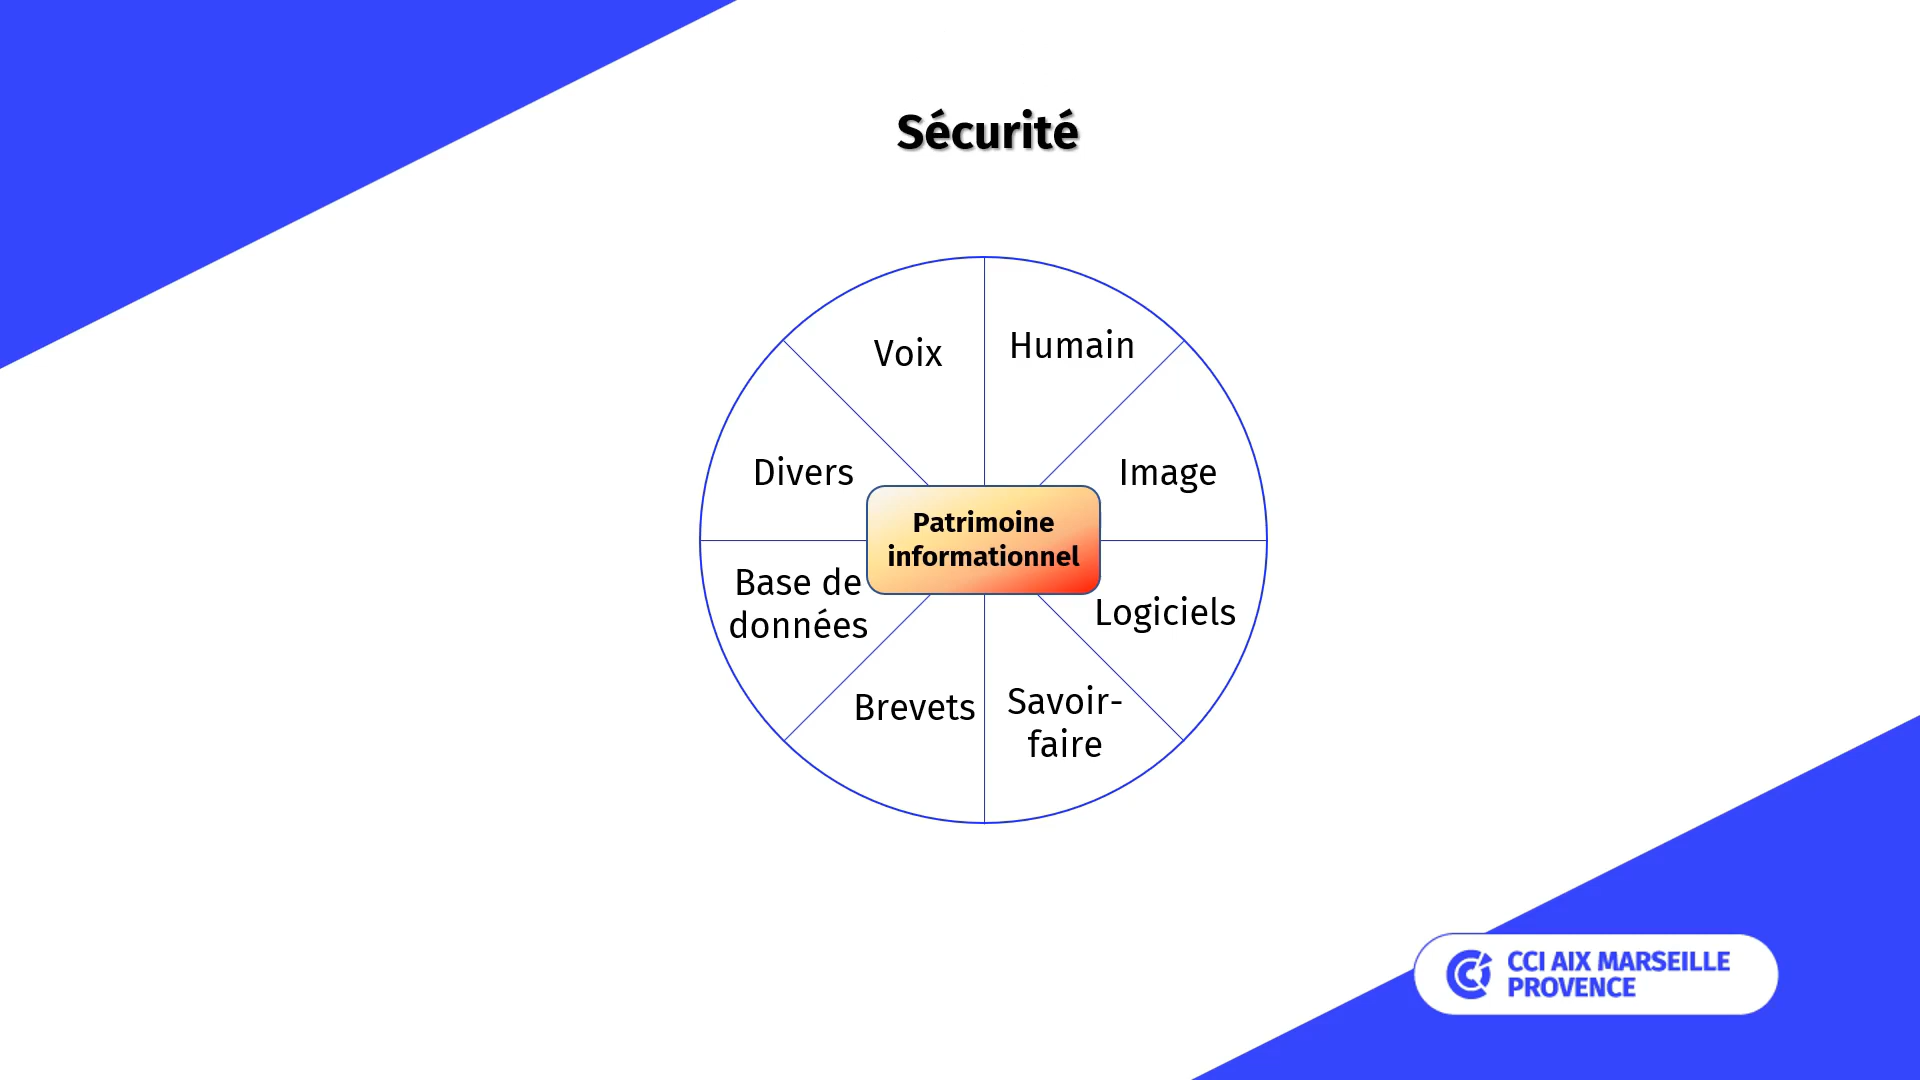 Sécurité
Voix
Humain
Divers
Image
Patrimoine
informationnel
Base de
données
Logiciels
Brevets
Savoir-
faire
CCI AIX MARSEILLE
PROVENCE